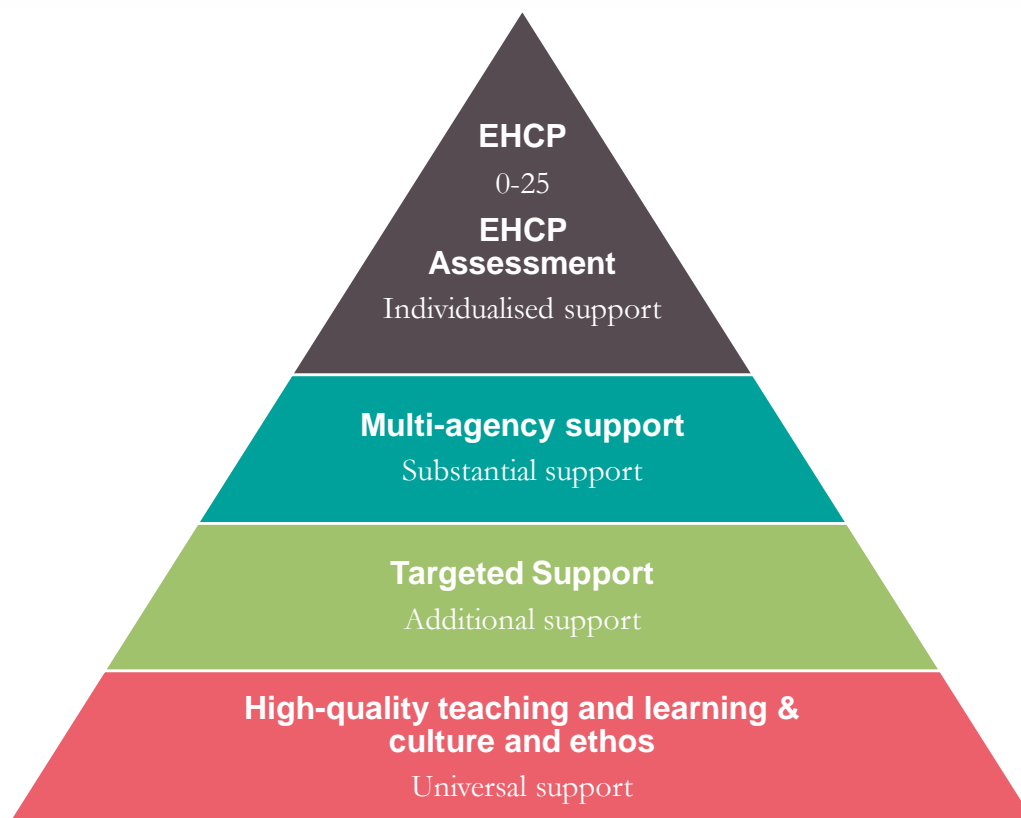 EHCP
0-25
EHCP
Assessment
Individualised support
Multi-agency support
Substantial support
Targeted Support
Additional support
High-quality teaching and learning &
culture and ethos
Universal support